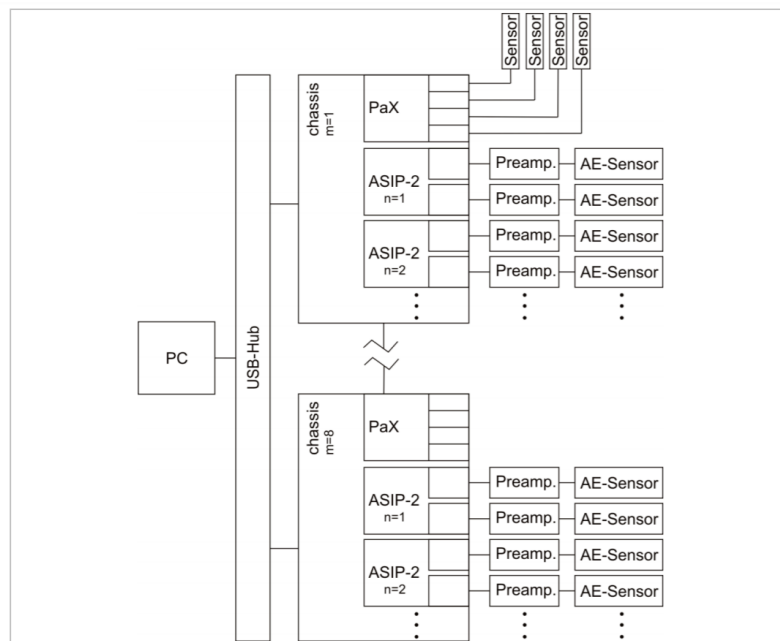 Sensor
Sensor
Sensor
Sensor
chassis
m=1
PaX
ASIP-2
n=1
Preamp.
AE-Sensor
Preamp.
AE-Sensor
ASIP-2
n=2
Preamp.
AE-Sensor
Preamp.
AE-Sensor
PC
USB-Hub
chassis
m=8
PaX
ASIP-2
n=1
Preamp.
AE-Sensor
Preamp.
AE-Sensor
ASIP-2
n=2
Preamp.
AE-Sensor
Preamp.
AE-Sensor